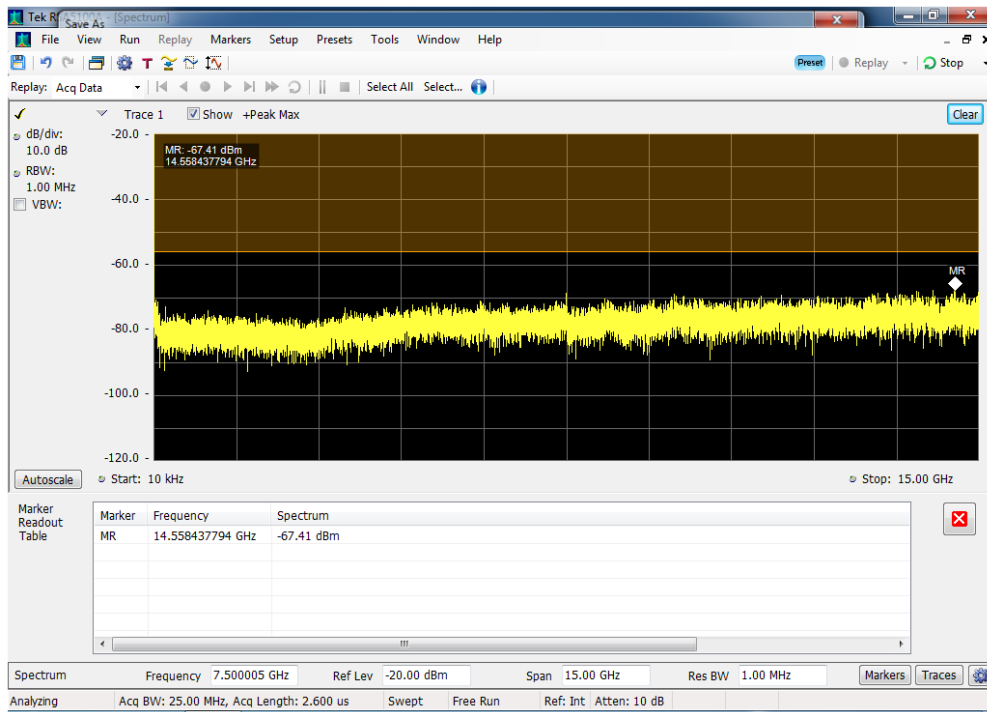 Tek RSA5100A - [Spectrum]
Save As
File View Run Replay Markers Setup Presets Tools Window Help
T Preset Replay Stop
Replay: Acq Data Select All Select...
Trace 1 Show +Peak Max Clear
dB/div:
10.0 dB
RBW:
1.00 MHz
VBW:
-20.0
-40.0
-60.0
-80.0
-100.0
-120.0
MR: -67.41 dBm
14.558437794 GHz
MR
Autoscale Start: 10 kHz Stop: 15.00 GHz
Marker
Readout
Table
Marker Frequency Spectrum
MR 14.558437794 GHz -67.41 dBm
Spectrum Frequency 7.500005 GHz Ref Lev -20.00 dBm Span 15.00 GHz Res BW 1.00 MHz Markers Traces
Analyzing Acq BW: 25.00 MHz, Acq Length: 2.600 us Swept Free Run Ref: Int Atten: 10 dB